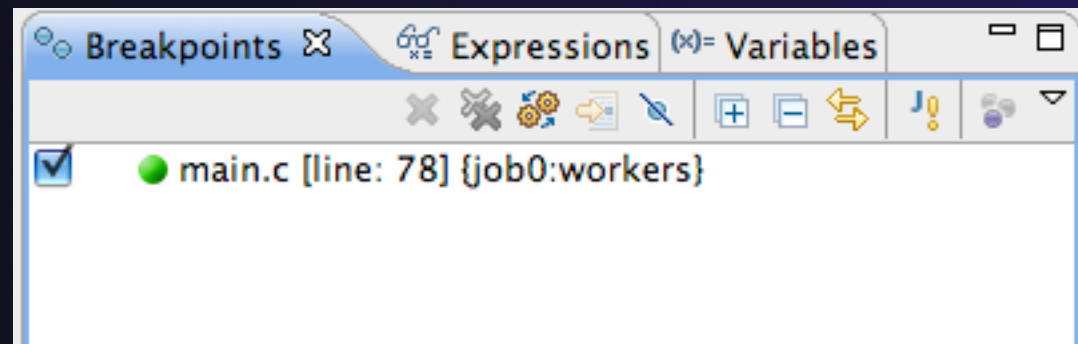 Breakpoints Expressions (x)= Variables
main.c [line: 78] {job0:workers}